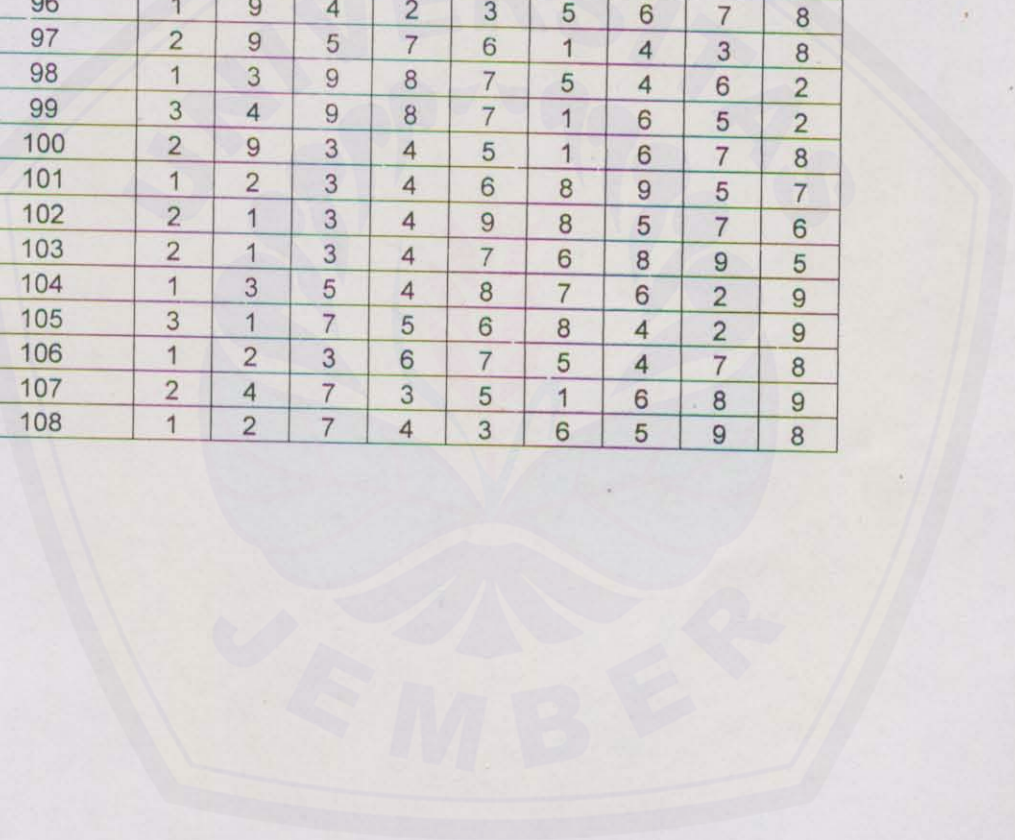 96 1 9 4 2 3 5 6 7 8
97 2 9 5 7 6 1 4 3 8
98 1 3 9 8 7 5 4 6 2
99 3 4 9 8 7 1 6 5 2
100 2 9 3 4 5 1 6 7 8
101 1 2 3 4 6 8 9 5 7
102 2 1 3 4 9 8 5 7 6
103 2 1 3 4 7 6 8 9 5
104 1 3 5 4 8 7 6 2 9
105 3 1 7 5 6 8 4 2 9
106 1 2 3 6 7 5 4 7 8
107 2 4 7 3 5 1 6 8 9
108 1 2 7 4 3 6 5 9 8
UNIVERSITAS
JEMBER